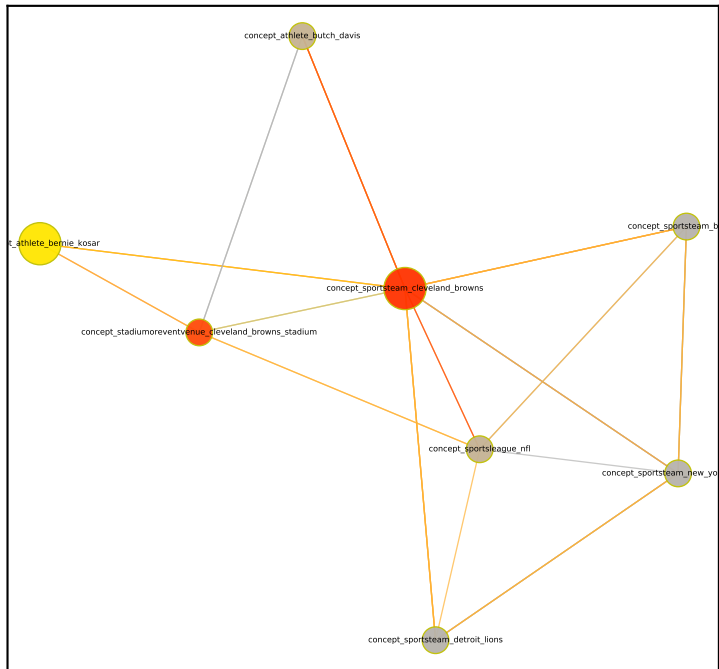 concept_athlete_butch_davis
concept_sportsteam_b
t_athlete_bernie_kosar
concept_sportsteam_cleveland_browns
concept_stadiumoreventvenue_cleveland_browns_stadium
concept_sportsleague_nfl
concept_sportsteam_new_yo
concept_sportsteam_detroit_lions